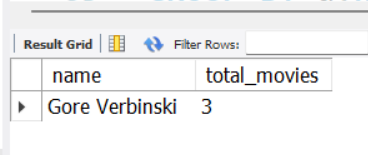 Result Grid Filter Rows:
name total_movies
Gore Verbinski 3